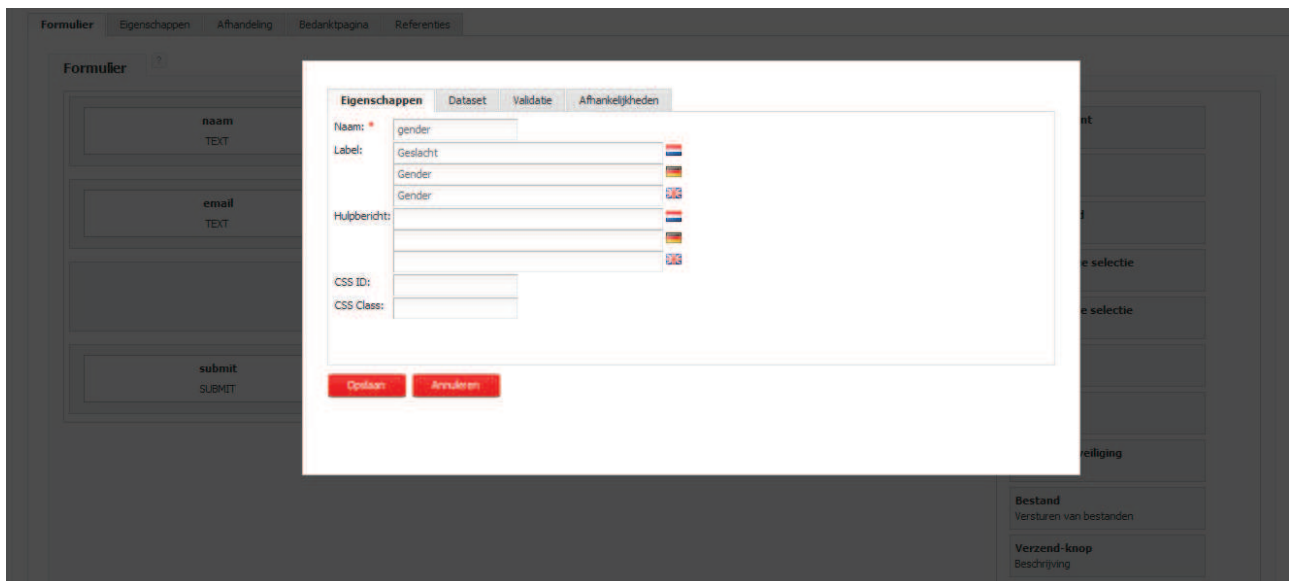 Formulier Eigenschappen Afhandeling Bedanktpagina Referenties
Formulier ?
naam
TEXT
email
TEXT
submit
SUBMIT
Eigenschappen Dataset Validatie Afhankelijkheden
Naam: * gender
Label: Geslacht
Gender
Gender
Hulpbericht:
CSS ID:
CSS Class:
Opslaan Annuleren
nt
d
e selectie
e selectie
veiliging
Bestand
Versturen van bestanden
Verzend-knop
Beschrijving